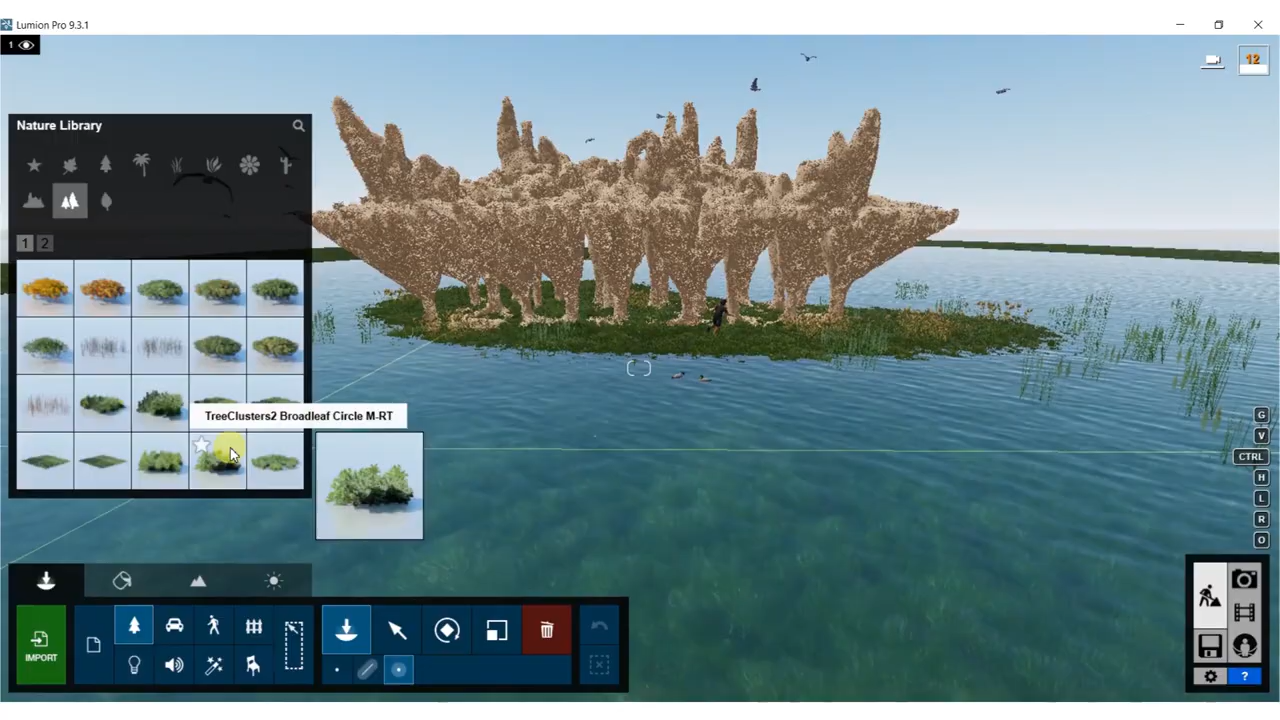 Lumion Pro 9.3.1
1
12
Nature Library
1 2
TreeClusters2 Broadleaf Circle M-RT
G
V
CTRL
H
L
R
O
IMPORT
?